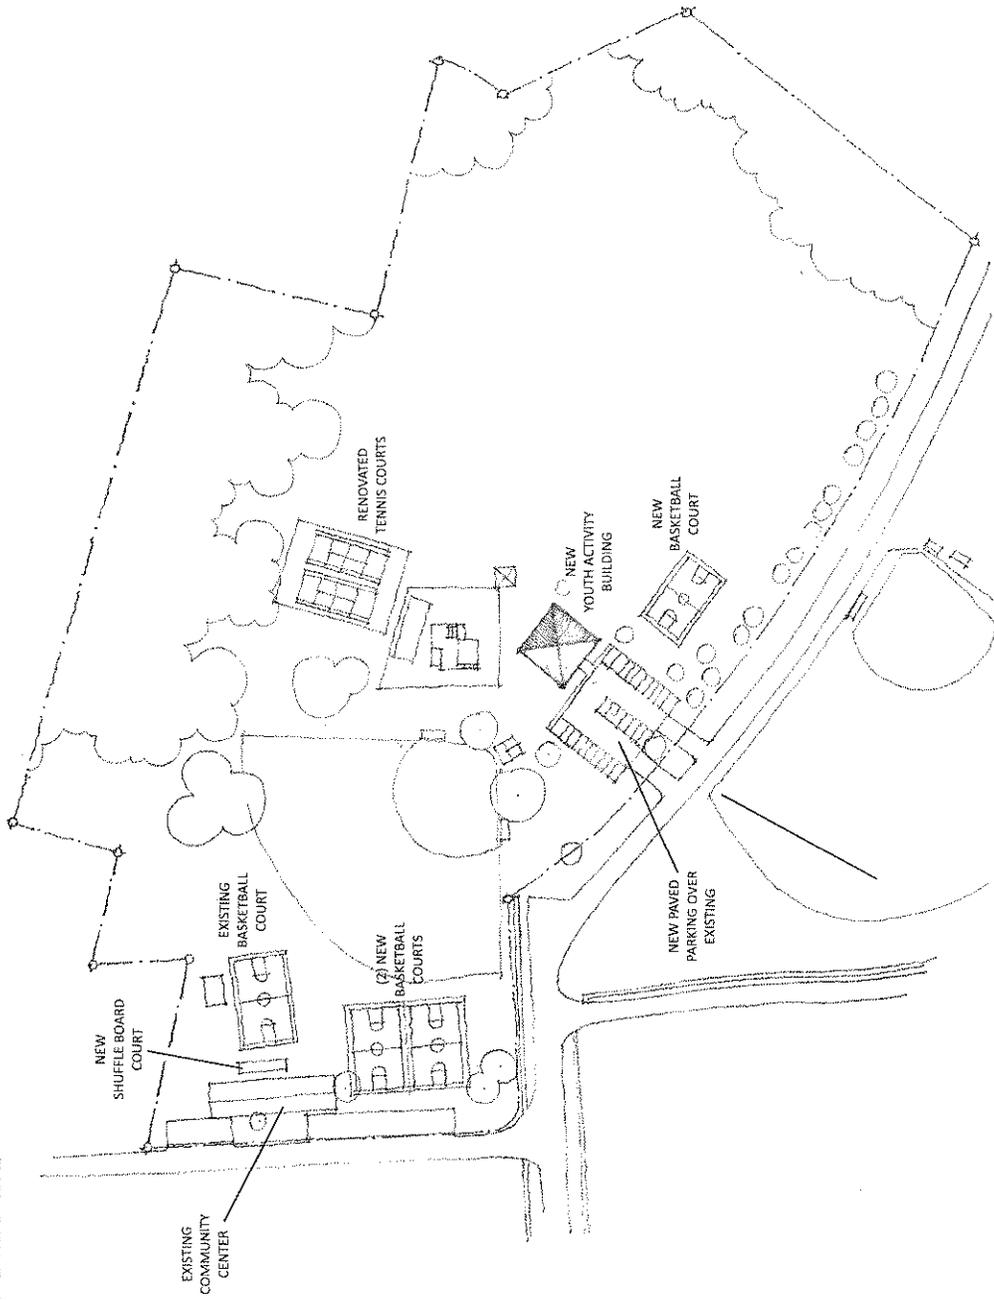 EXISTING
COMMUNITY
CENTER
NEW
SHUFFLE BOARD
COURT
EXISTING
BASKETBALL
COURT
(2) NEW
BASKETBALL
COURTS
RENOVATED
TENNIS COURTS
NEW
YOUTH ACTIVITY
BUILDING
NEW
BASKETBALL
COURT
NEW PAVED
PARKING OVER
EXISTING